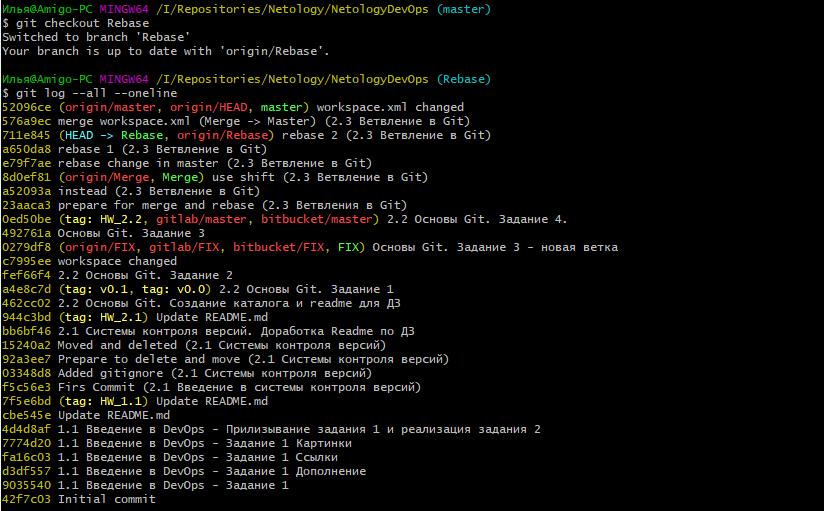 Илья@Amigo-PC MINGW64 /I/Repositories/Netology/NetologyDevOps (master)
$ git checkout Rebase
Switched to branch 'Rebase'
Your branch is up to date with 'origin/Rebase'.
Илья@Amigo-PC MINGW64 /I/Repositories/Netology/NetologyDevOps (Rebase)
$ git log --all --oneline
52096ce (origin/master, origin/HEAD, master) workspace.xml changed
576a9ec merge workspace.xml (Merge -> Master) (2.3 Ветвление в Git)
711e845 (HEAD -> Rebase, origin/Rebase) rebase 2 (2.3 Ветвление в Git)
a650da8 rebase 1 (2.3 Ветвление в Git)
e79f7ae rebase change in master (2.3 Ветвление в Git)
8d0ef81 (origin/Merge, Merge) use shift (2.3 Ветвление в Git)
a52093a instead (2.3 Ветвление в Git)
23aaca3 prepare for merge and rebase (2.3 Ветвления в Git)
0ed50be (tag: HW_2.2, gitlab/master, bitbucket/master) 2.2 Основы Git. Задание 4.
492761a Основы Git. Задание 3
0279df8 (origin/FIX, gitlab/FIX, bitbucket/FIX, FIX) Основы Git. Задание 3 - новая ветка
c7995ee workspace changed
fef66f4 2.2 Основы Git. Задание 2
a4e8c7d (tag: v0.1, tag: v0.0) 2.2 Основы Git. Задание 1
462cc02 2.2 Основы Git. Создание каталога и readme для ДЗ
944c3bd (tag: HW_2.1) Update README.md
bb6bf46 2.1 Системы контроля версий. Доработка Readme по ДЗ
15240a2 Moved and deleted (2.1 Системы контроля версий)
92a3ee7 Prepare to delete and move (2.1 Системы контроля версий)
03348d8 Added gitignore (2.1 Системы контроля версий)
f5c56e3 Firs Commit (2.1 Введение в системы контроля версий)
7f5e6bd (tag: HW_1.1) Update README.md
cbe545e Update README.md
4d4d8af 1.1 Введение в DevOps - Прилизывание задания 1 и реализация задания 2
7774d20 1.1 Введение в DevOps - Задание 1 Картинки
fa16c03 1.1 Введение в DevOps - Задание 1 Ссылки
d3df557 1.1 Введение в DevOps - Задание 1 Дополнение
9035540 1.1 Введение в DevOps - Задание 1
42f7c03 Initial commit